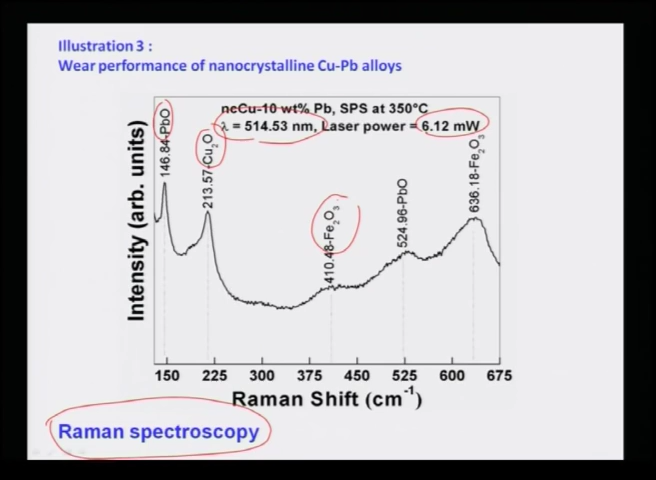 Illustration 3 :
Wear performance of nanocrystalline Cu-Pb alloys
ncCu-10 wt% Pb, SPS at 350°C
λ = 514.53 nm, Laser power = 6.12 mW
146.84-PbO
213.57-Cu₂O
410.48-Fe₂O₃
524.96-PbO
636.18-Fe₂O₃
Intensity (arb. units)
150 225 300 375 450 525 600 675
Raman Shift (cm⁻¹)
Raman spectroscopy